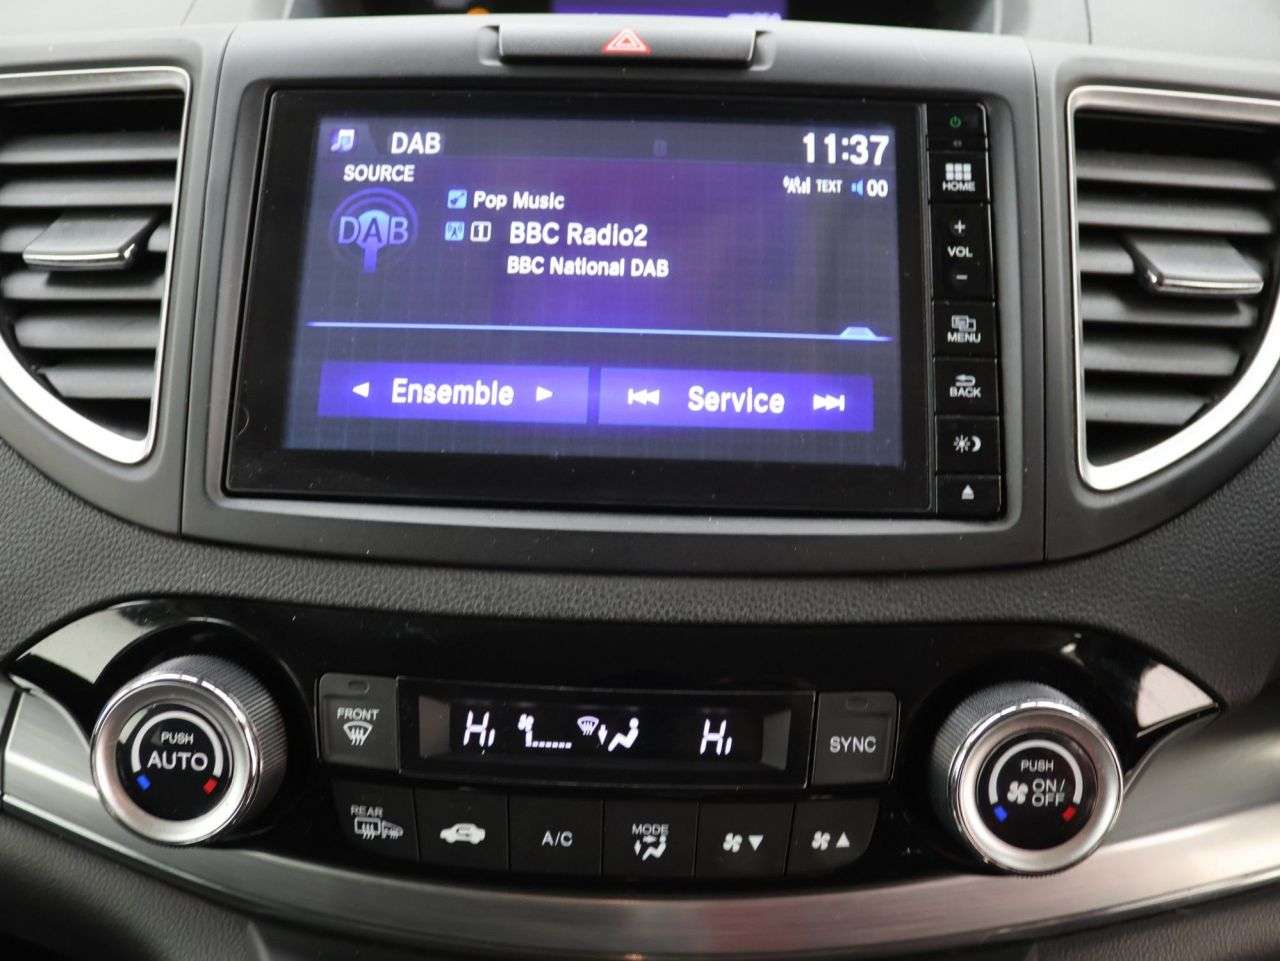 DAB
11:37
SOURCE
TEXT 00
DAB
Pop Music
1 BBC Radio2
BBC National DAB
Ensemble
Service
HOME
+
VOL
-
MENU
BACK
PUSH
AUTO
FRONT
Hi
Hi
SYNC
PUSH
ON/
OFF
REAR
A/C
MODE